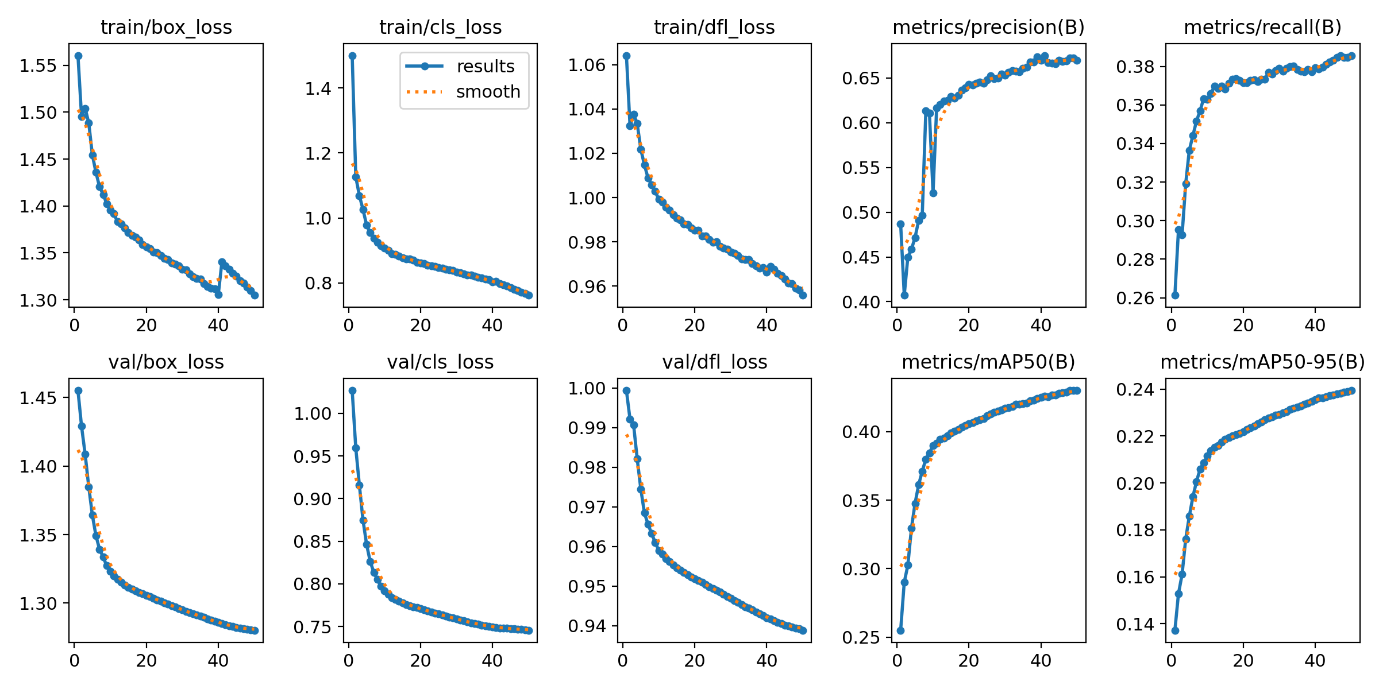 train/box_loss
1.55
1.50
1.45
1.40
1.35
1.30
0 20 40
train/cls_loss
results
smooth
1.4
1.2
1.0
0.8
0 20 40
train/dfl_loss
1.06
1.04
1.02
1.00
0.98
0.96
0 20 40
metrics/precision(B)
0.65
0.60
0.55
0.50
0.45
0.40
0 20 40
metrics/recall(B)
0.38
0.36
0.34
0.32
0.30
0.28
0.26
0 20 40
val/box_loss
1.45
1.40
1.35
1.30
0 20 40
val/cls_loss
1.00
0.95
0.90
0.85
0.80
0.75
0 20 40
val/dfl_loss
1.00
0.99
0.98
0.97
0.96
0.95
0.94
0 20 40
metrics/mAP50(B)
0.40
0.35
0.30
0.25
0 20 40
metrics/mAP50-95(B)
0.24
0.22
0.20
0.18
0.16
0.14
0 20 40